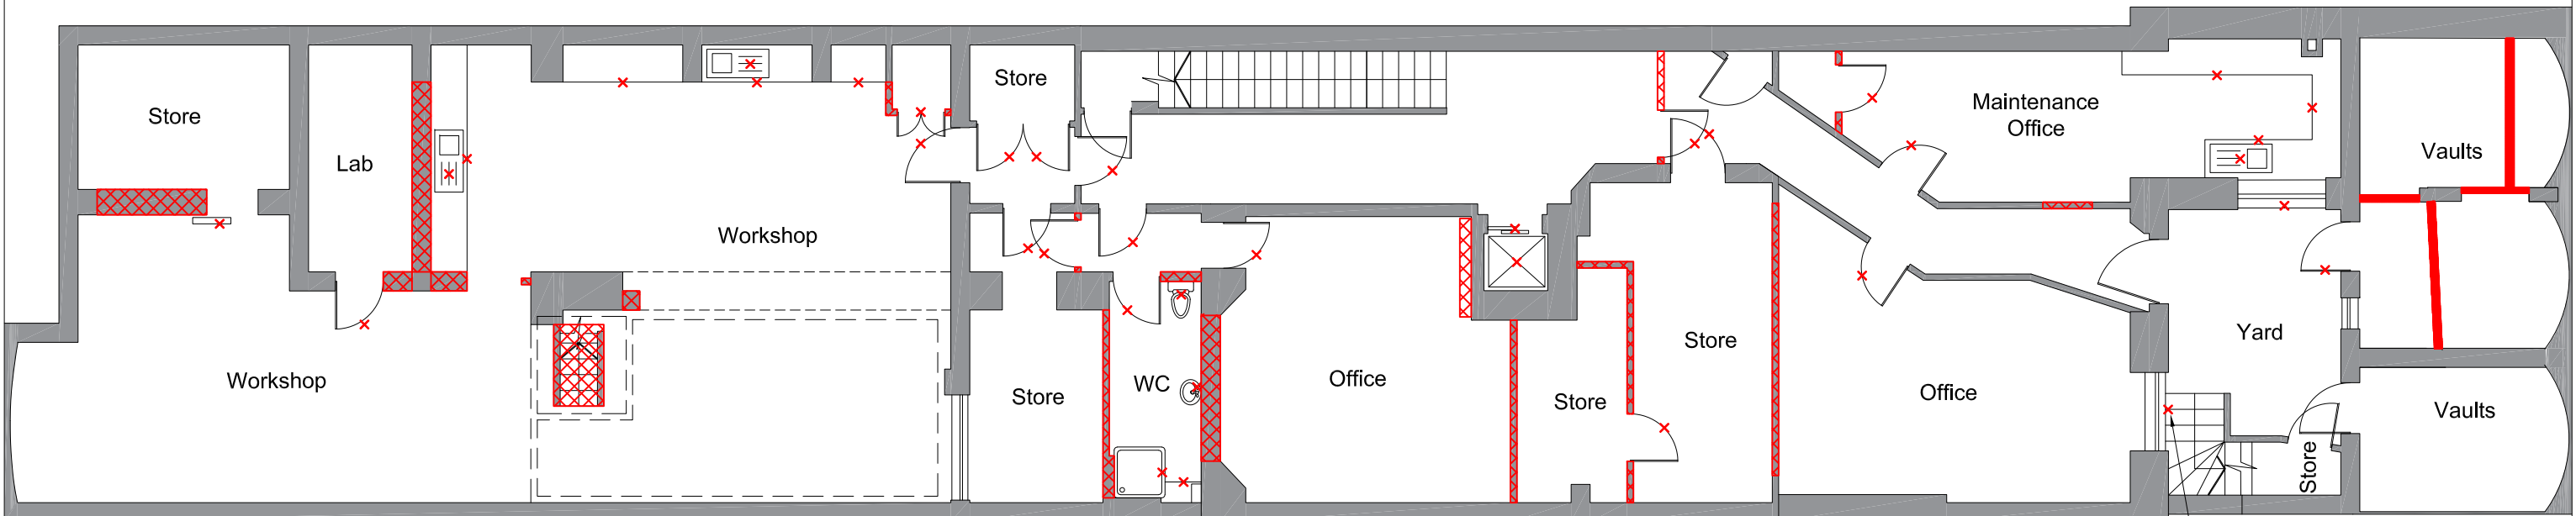 Store
Lab
Workshop
Workshop
Store
Store
WC
Office
Store
Store
Maintenance
Office
Office
Yard
Store
Vaults
Vaults